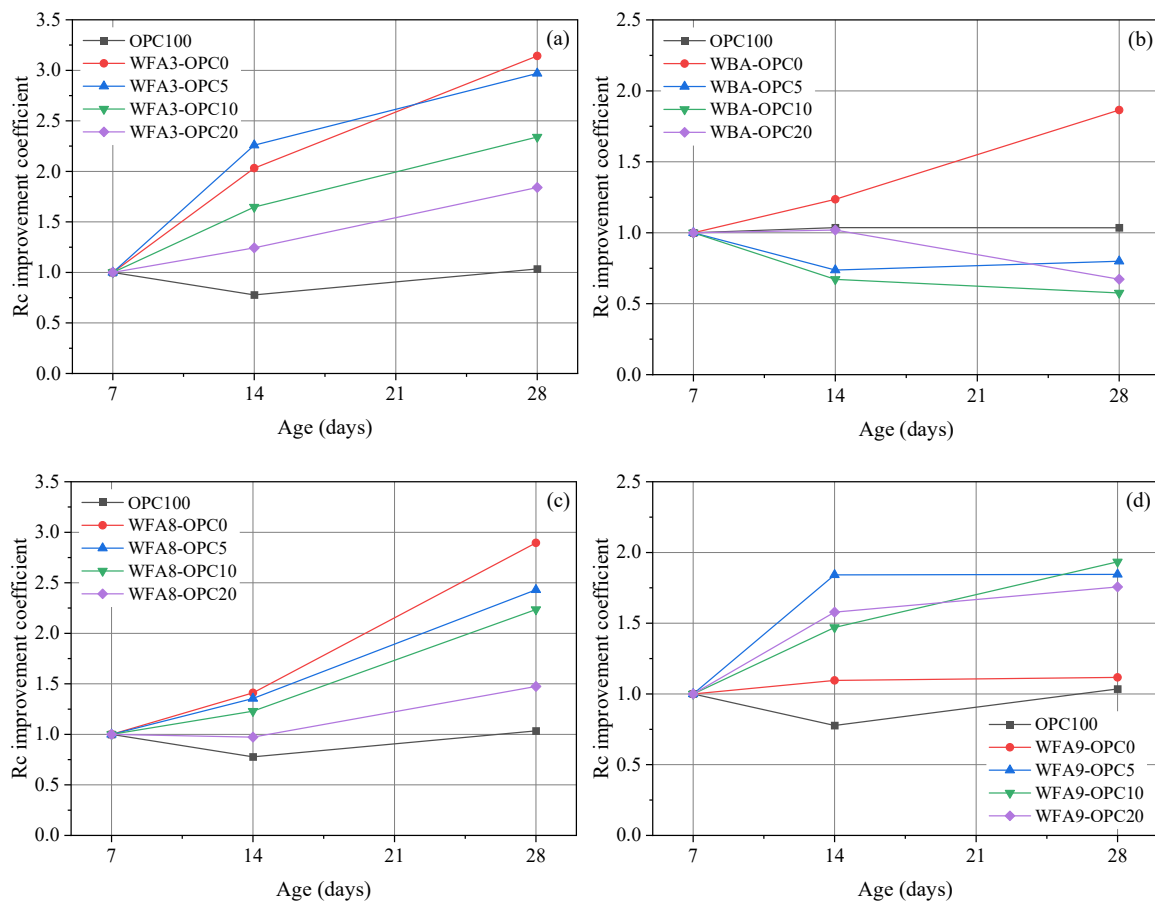 (a)
OPC100
WFA3-OPC0
WFA3-OPC5
WFA3-OPC10
WFA3-OPC20
Rc improvement coefficient
3.5
3.0
2.5
2.0
1.5
1.0
0.5
0.0
7 14 21 28
Age (days)
(b)
OPC100
WBA-OPC0
WBA-OPC5
WBA-OPC10
WBA-OPC20
Rc improvement coefficient
2.5
2.0
1.5
1.0
0.5
0.0
7 14 21 28
Age (days)
(c)
OPC100
WFA8-OPC0
WFA8-OPC5
WFA8-OPC10
WFA8-OPC20
Rc improvement coefficient
3.5
3.0
2.5
2.0
1.5
1.0
0.5
0.0
7 14 21 28
Age (days)
(d)
Rc improvement coefficient
2.5
2.0
1.5
1.0
0.5
0.0
OPC100
WFA9-OPC0
WFA9-OPC5
WFA9-OPC10
WFA9-OPC20
7 14 21 28
Age (days)